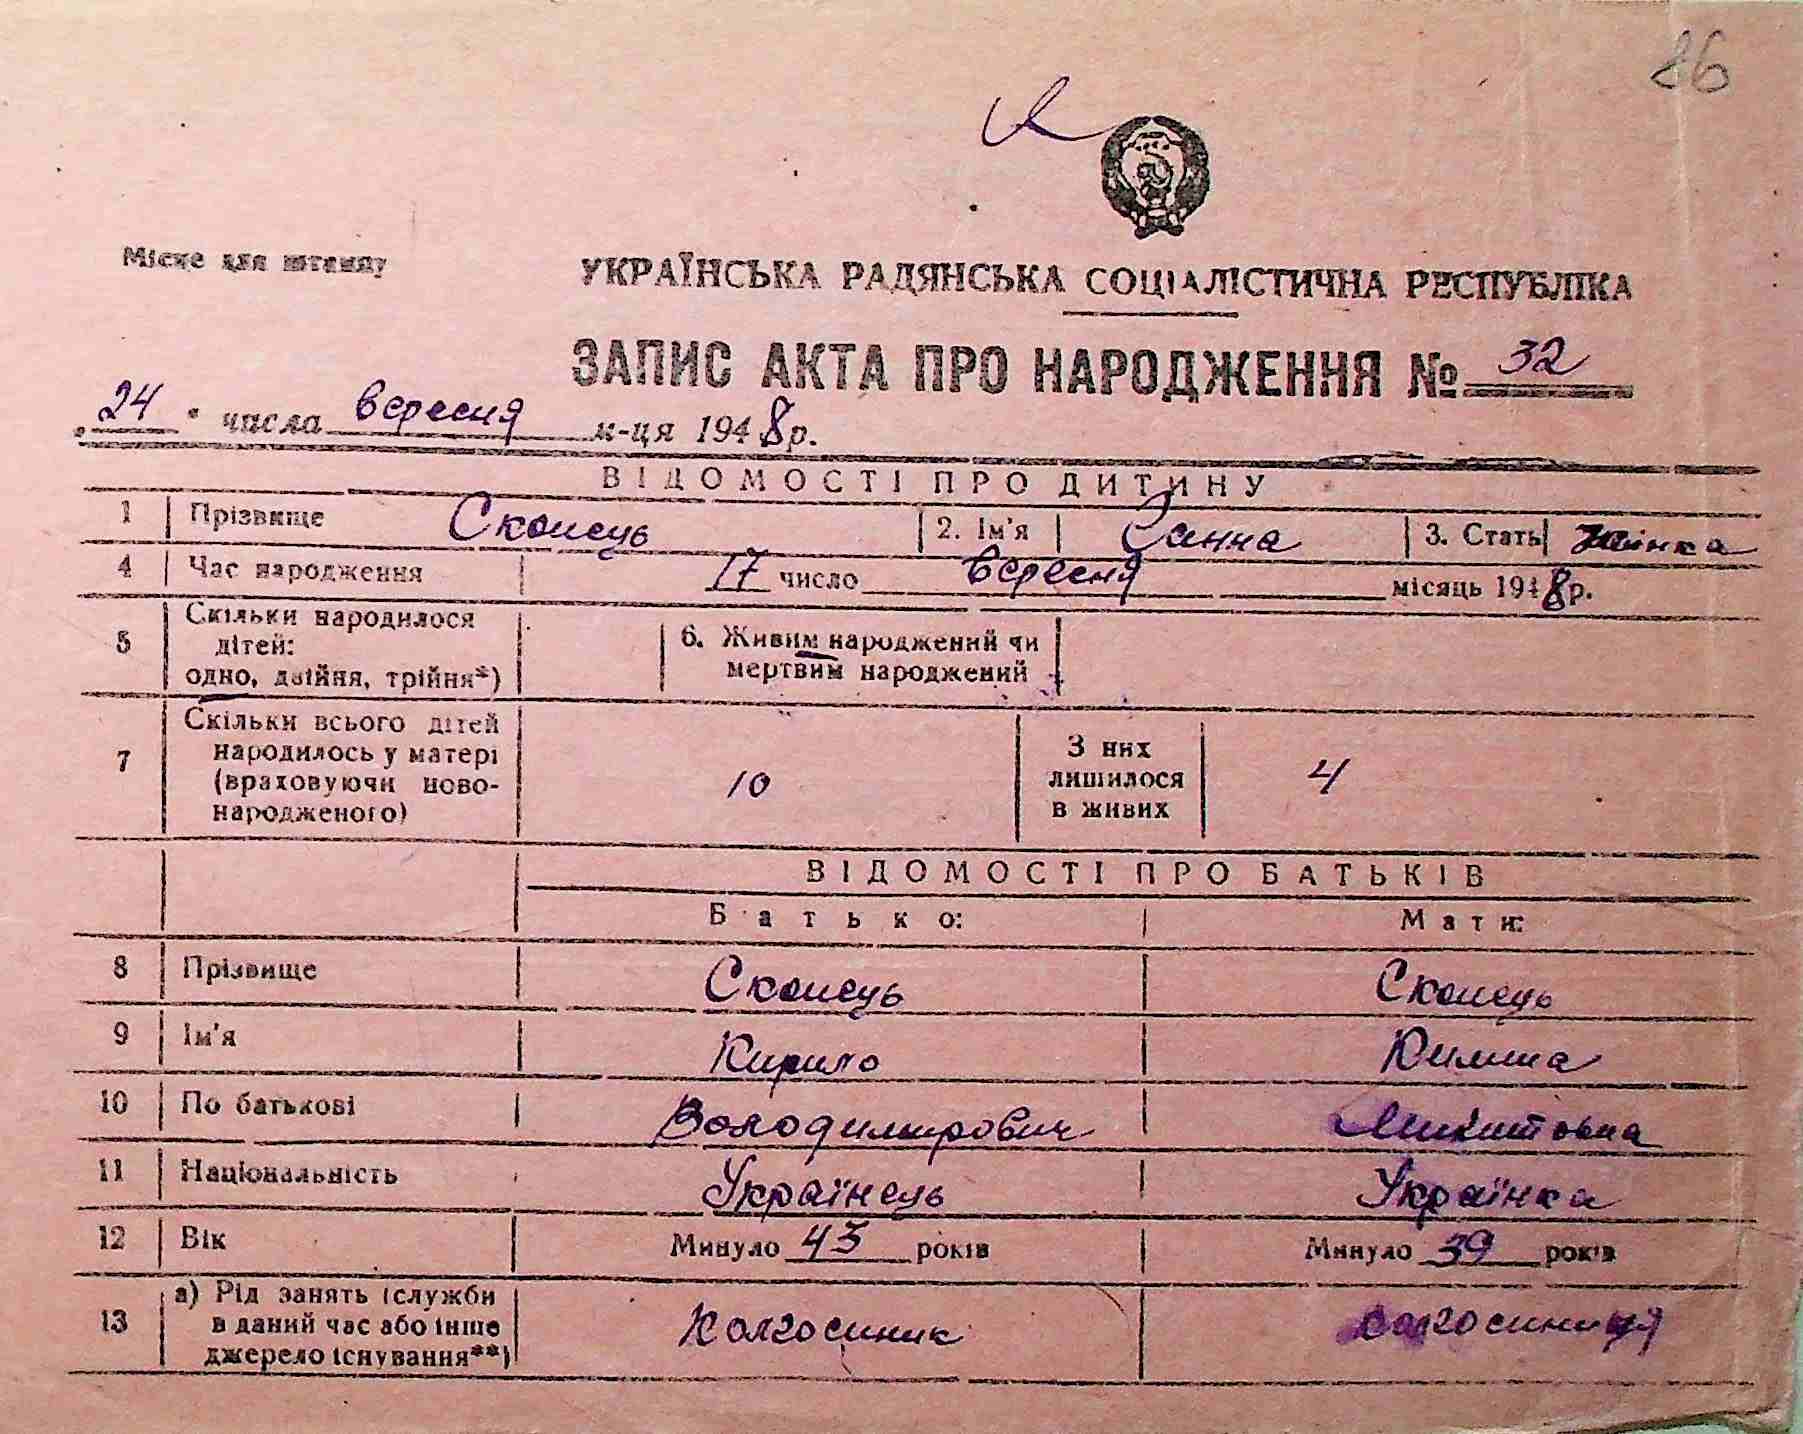 86
Місце для штампу
УКРАЇНСЬКА РАДЯНСЬКА СОЦІАЛІСТИЧНА РЕСПУБЛІКА
ЗАПИС АКТА ПРО НАРОДЖЕННЯ № 32
„24" числа вересня м-ця 1948 р.
ВІДОМОСТІ ПРО ДИТИНУ
1 Прізвище Скопець 2. Ім'я Ганна 3. Стать жінка
4 Час народження 17 число вересня місяць 1948 р.
5 Скільки народилося
дітей:
одно, двійня, трійня*)
6. Живим народжений чи
мертвим народжений
7 Скільки всього дітей
народилось у матері
(враховуючи ново-
народженого)
10
З них
лишилося
в живих
4
ВІДОМОСТІ ПРО БАТЬКІВ
Батько: Мати:
8 Прізвище Скопець Скопець
9 Ім'я Кирило
10 По батькові Володимирович Микитовна
11 Національність Українець Українка
12 Вік Минуло 43 років Минуло 39 років
13 а) Рід занять (служби
в даний час або інше
джерело існування**)
Колгоспник колгоспниця